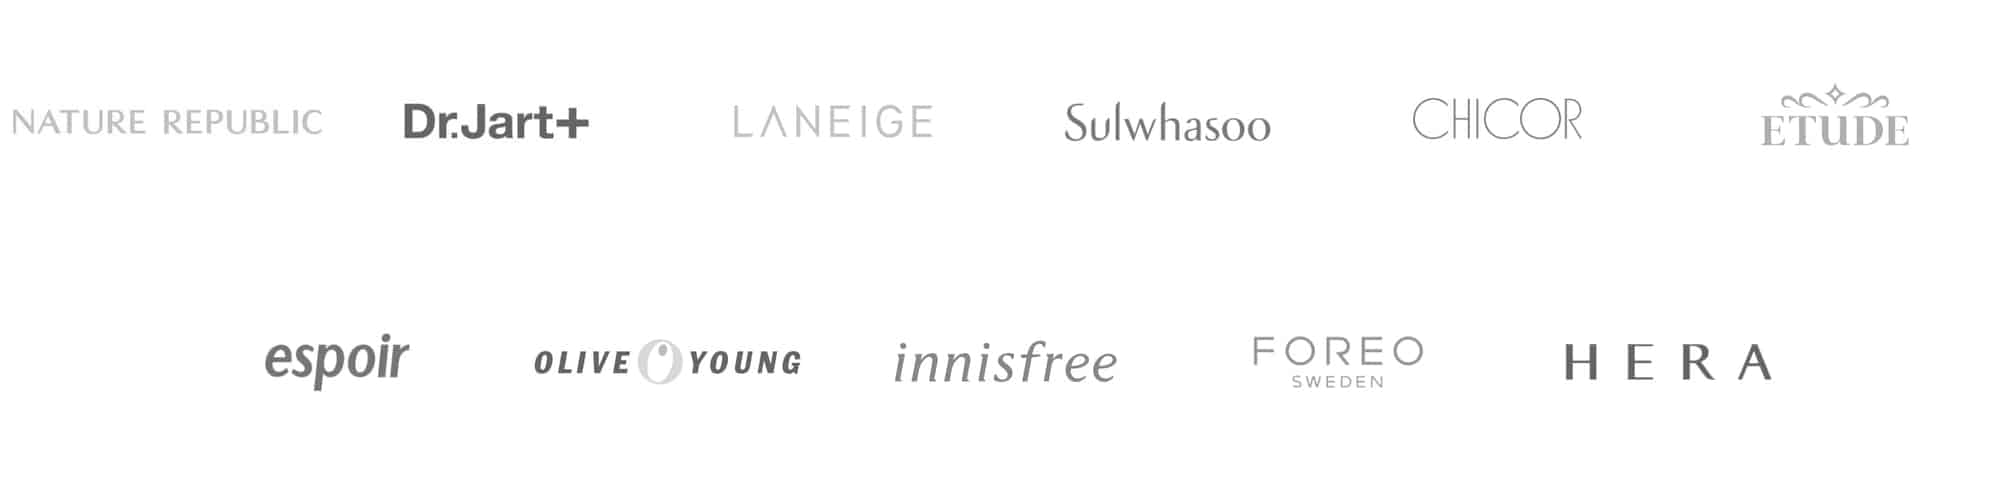 NATURE REPUBLIC
Dr.Jart+
LANEIGE
Sulwhasoo
CHICOR
ETUDE
espoir
OLIVE YOUNG
innisfree
FOREO
SWEDEN
HERA